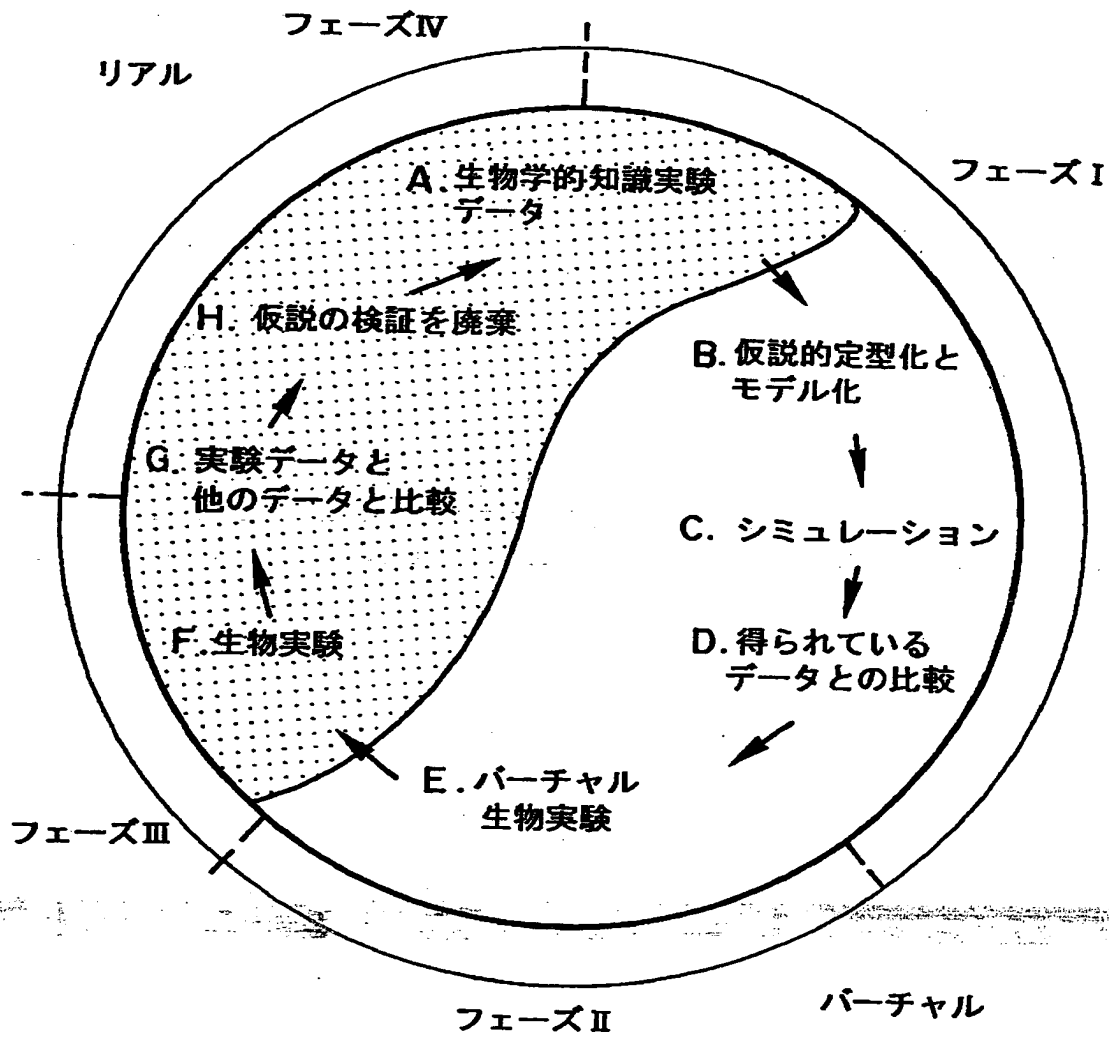 フェーズⅣ
リアル
フェーズⅠ
A. 生物学的知識実験
データ
H. 仮説の検証を廃棄
B. 仮説的定型化と
モデル化
G. 実験データと
他のデータと比較
C. シミュレーション
F. 生物実験
D. 得られている
データとの比較
E. バーチャル
生物実験
フェーズⅢ
バーチャル
フェーズⅡ